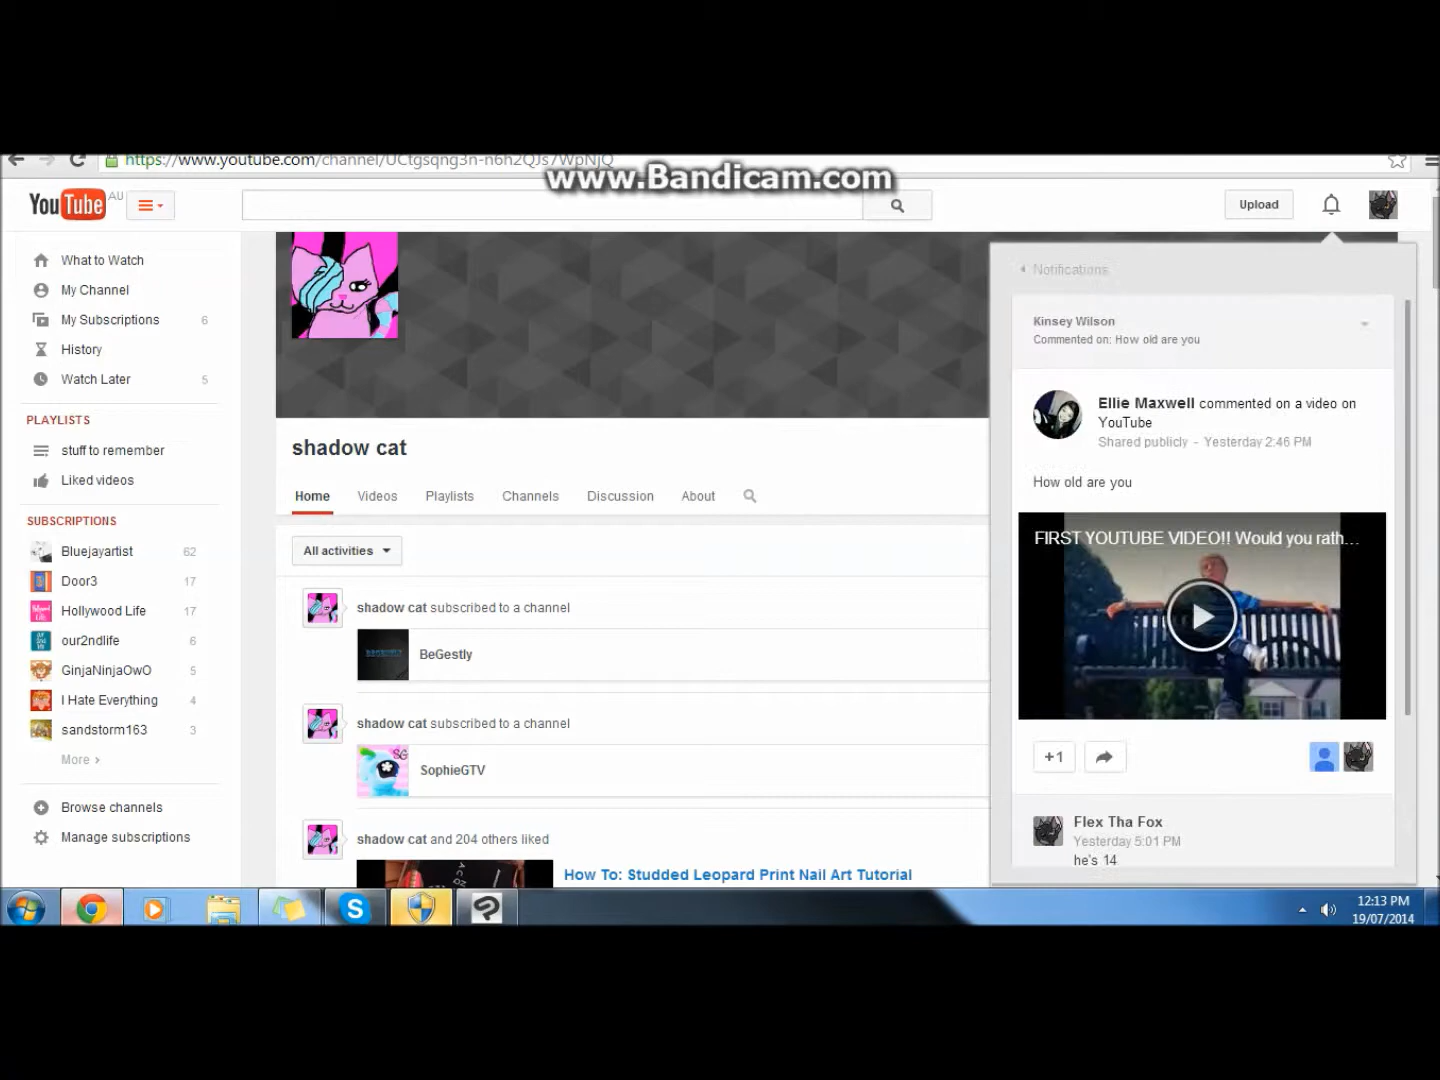 https://www.youtube.com/channel/UCtgsqng3n-n6h2QJs7WpNjQ
www.Bandicam.com
YouTube AU
Upload
What to Watch
My Channel
My Subscriptions 6
History
Watch Later 5
PLAYLISTS
stuff to remember
Liked videos
SUBSCRIPTIONS
Bluejayartist 62
Door3 17
Hollywood Life 17
our2ndlife 6
GinjaNinjaOwO 5
I Hate Everything 4
sandstorm163 3
More
Browse channels
Manage subscriptions
shadow cat
Home Videos Playlists Channels Discussion About
All activities
shadow cat subscribed to a channel
BeGestly
shadow cat subscribed to a channel
SG
SophieGTV
shadow cat and 204 others liked
How To: Studded Leopard Print Nail Art Tutorial
Notifications
Kinsey Wilson
Commented on: How old are you
Ellie Maxwell commented on a video on
YouTube
Shared publicly - Yesterday 2:46 PM
How old are you
FIRST YOUTUBE VIDEO!! Would you rath...
+1
Flex Tha Fox
Yesterday 5:01 PM
he's 14
12:13 PM
19/07/2014